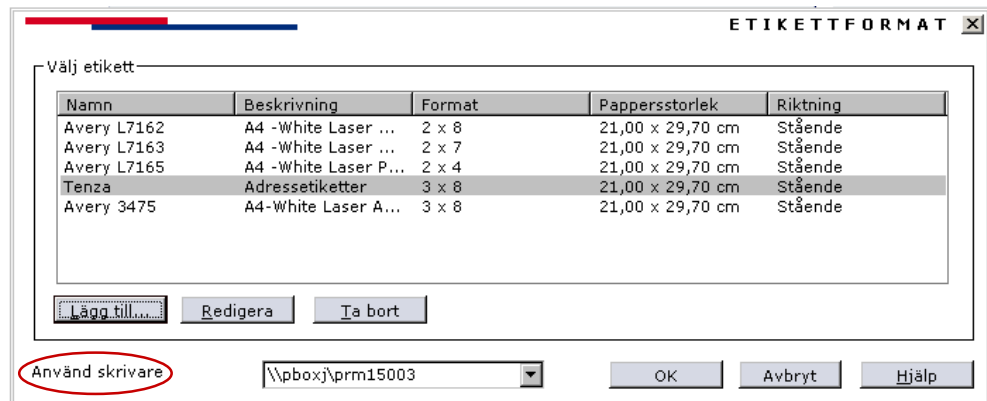 ETIKETTFORMAT
Välj etikett
Namn Beskrivning Format Pappersstorlek Riktning
Avery L7162 A4 -White Laser ... 2 x 8 21,00 x 29,70 cm Stående
Avery L7163 A4 -White Laser ... 2 x 7 21,00 x 29,70 cm Stående
Avery L7165 A4 -White Laser P... 2 x 4 21,00 x 29,70 cm Stående
Tenza Adressetiketter 3 x 8 21,00 x 29,70 cm Stående
Avery 3475 A4-White Laser A... 3 x 8 21,00 x 29,70 cm Stående
Lägg till... Redigera Ta bort
Använd skrivare \\pboxj\prm15003 OK Avbryt Hjälp